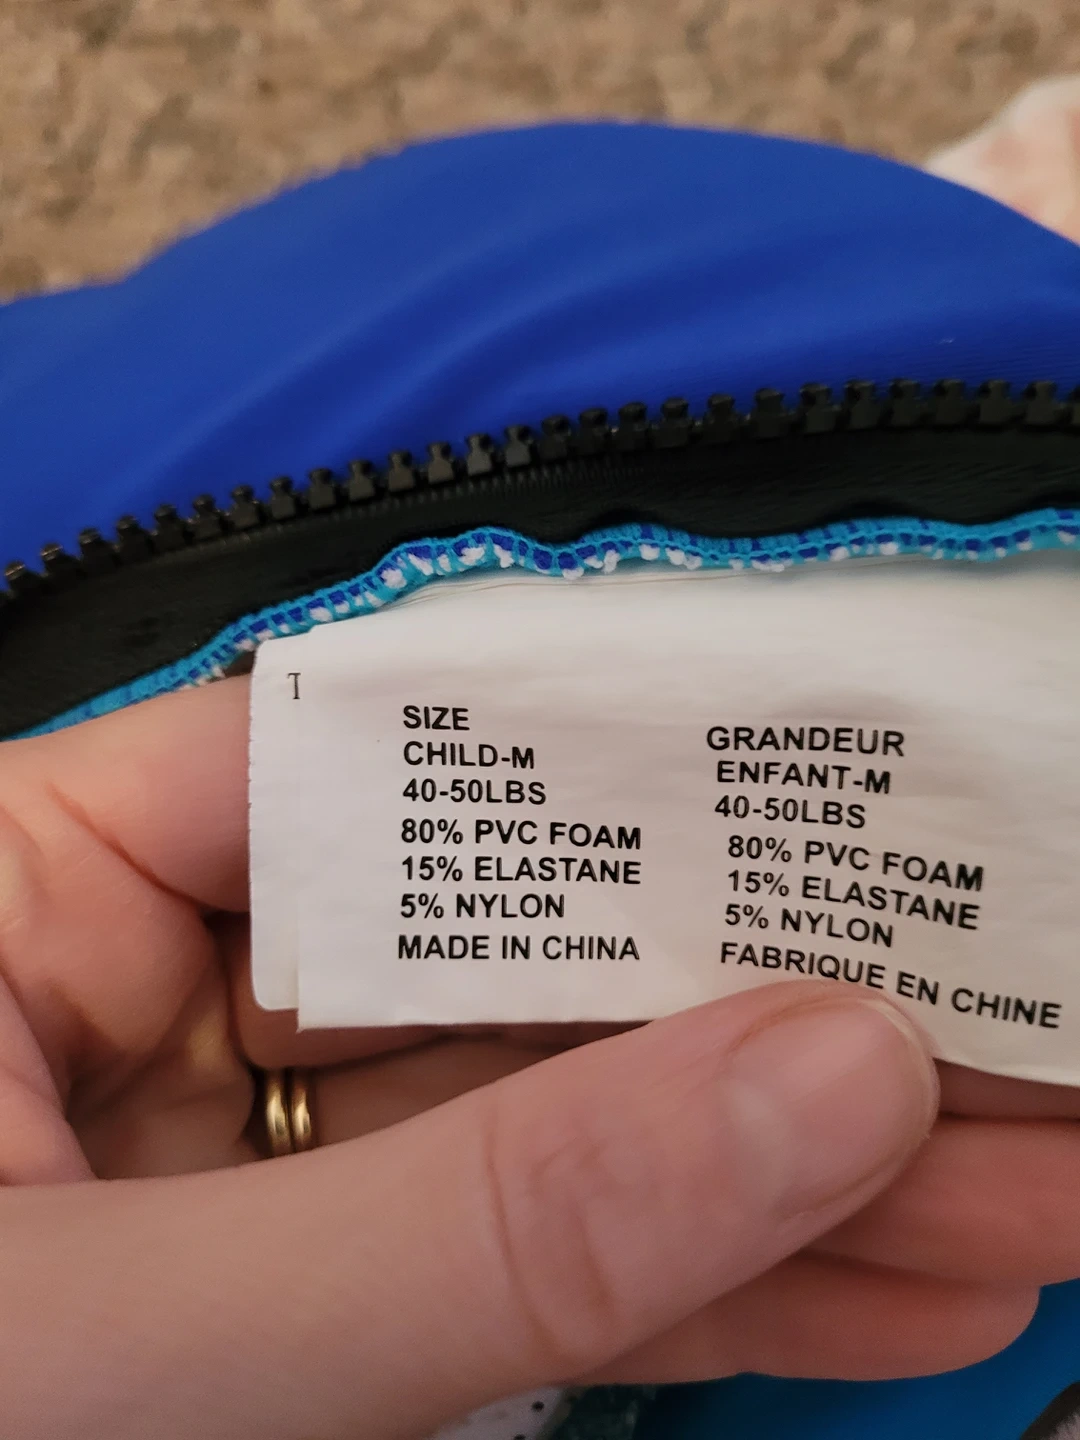 T
SIZE
CHILD-M
40-50LBS
80% PVC FOAM
15% ELASTANE
5% NYLON
MADE IN CHINA
GRANDEUR
ENFANT-M
40-50LBS
80% PVC FOAM
15% ELASTANE
5% NYLON
FABRIQUE EN CHINE